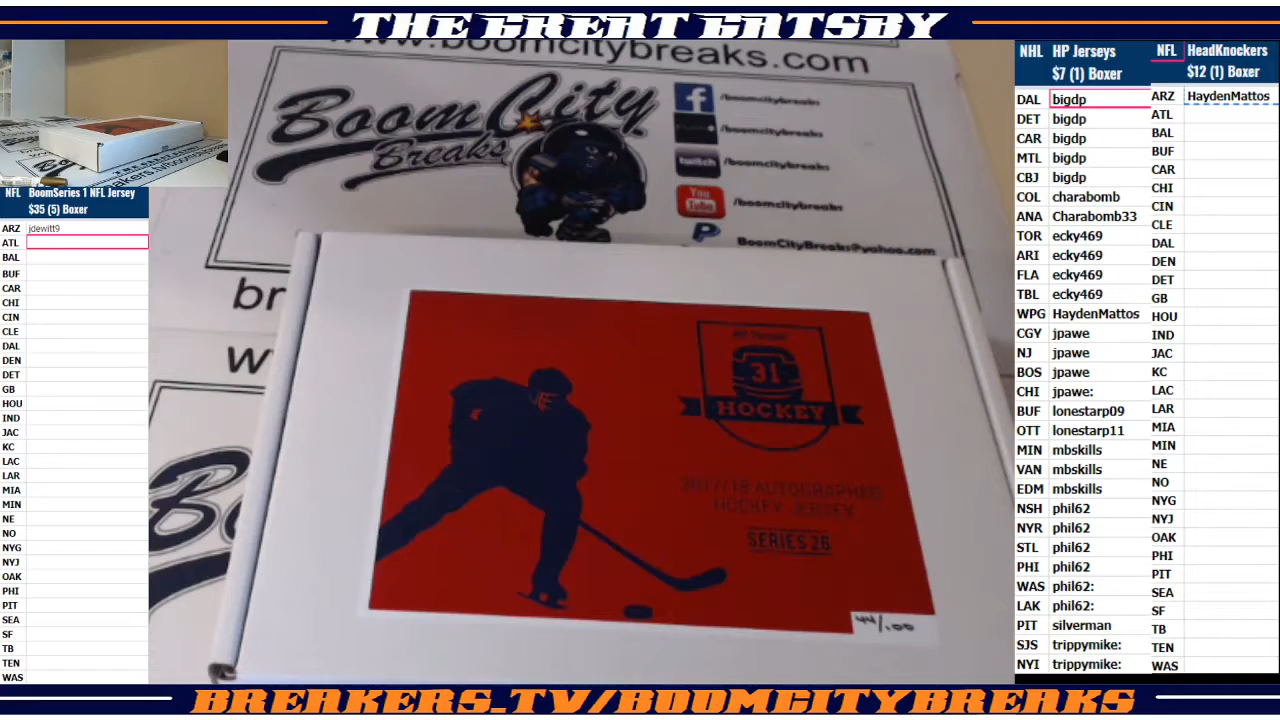 THE GREAT GATSBY
NFL BoomSeries 1 NFL Jersey
$35 (5) Boxer
ARZ jdewitt9
ATL
BAL
BUF
CAR
CHI
CIN
CLE
DAL
DEN
DET
GB
HOU
IND
JAC
KC
LAC
LAR
MIA
MIN
NE
NO
NYG
NYJ
OAK
PHI
PIT
SEA
SF
TB
TEN
WAS
www.boomcitybreaks.com
Boom City
Breaks
/boomcitybreaks
/boomcitybreaks
twitch /boomcitybreaks
You Tube /boomcitybreaks
BoomCityBreaks@yahoo.com
br
w
31
HOCKEY
2017/18 AUTOGRAPHED
HOCKEY JERSEY
SERIES 26
44/100
NHL HP Jerseys
$7 (1) Boxer
DAL bigdp
DET bigdp
CAR bigdp
MTL bigdp
CBJ bigdp
COL charabomb
ANA Charabomb33
TOR ecky469
ARI ecky469
FLA ecky469
TBL ecky469
WPG HaydenMattos
CGY jpawe
NJ jpawe
BOS jpawe
CHI jpawe:
BUF lonestarp09
OTT lonestarp11
MIN mbskills
VAN mbskills
EDM mbskills
NSH phil62
NYR phil62
STL phil62
PHI phil62
WAS phil62:
LAK phil62:
PIT silverman
SJS trippymike:
NYI trippymike:
NFL HeadKnockers
$12 (1) Boxer
ARZ HaydenMattos
ATL
BAL
BUF
CAR
CHI
CIN
CLE
DAL
DEN
DET
GB
HOU
IND
JAC
KC
LAC
LAR
MIA
MIN
NE
NO
NYG
NYJ
OAK
PHI
PIT
SEA
SF
TB
TEN
WAS
BREAKERS.TV/BOOMCITYBREAKS